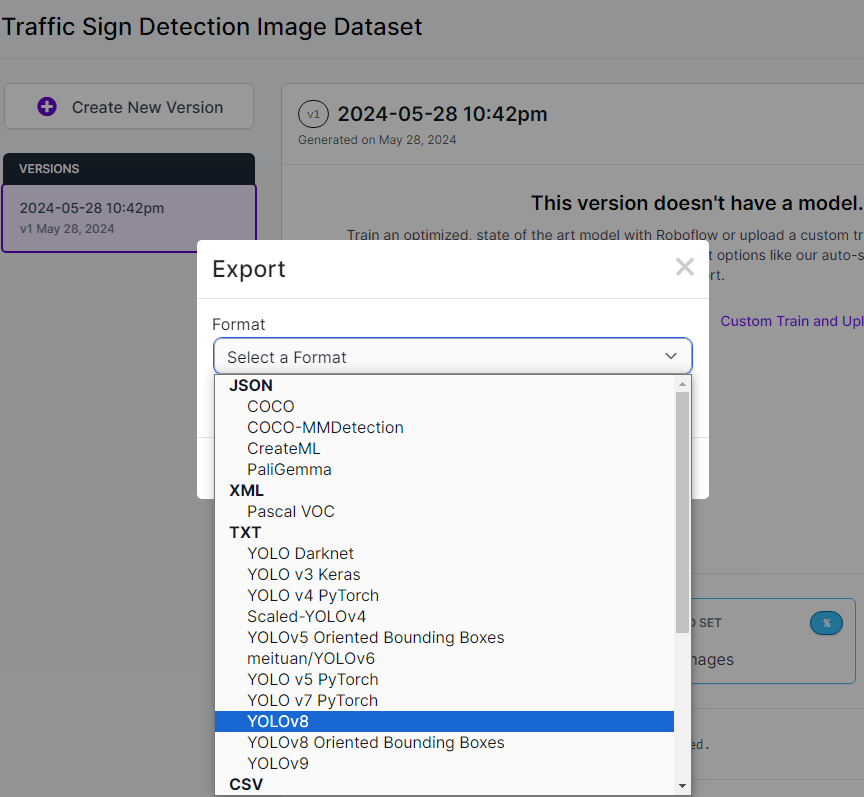 Traffic Sign Detection Image Dataset
Create New Version
VERSIONS
2024-05-28 10:42pm
v1 May 28, 2024
v1 2024-05-28 10:42pm
Generated on May 28, 2024
This version doesn't have a model.
Train an optimized, state of the art model with Roboflow or upload a custom tr
t options like our auto-s
rt.
Custom Train and Upl
Export
Format
Select a Format
JSON
COCO
COCO-MMDetection
CreateML
PaliGemma
XML
Pascal VOC
TXT
YOLO Darknet
YOLO v3 Keras
YOLO v4 PyTorch
Scaled-YOLOv4
YOLOv5 Oriented Bounding Boxes
meituan/YOLOv6
YOLO v5 PyTorch
YOLO v7 PyTorch
YOLOv8
YOLOv8 Oriented Bounding Boxes
YOLOv9
CSV
SET
%
mages
ed.